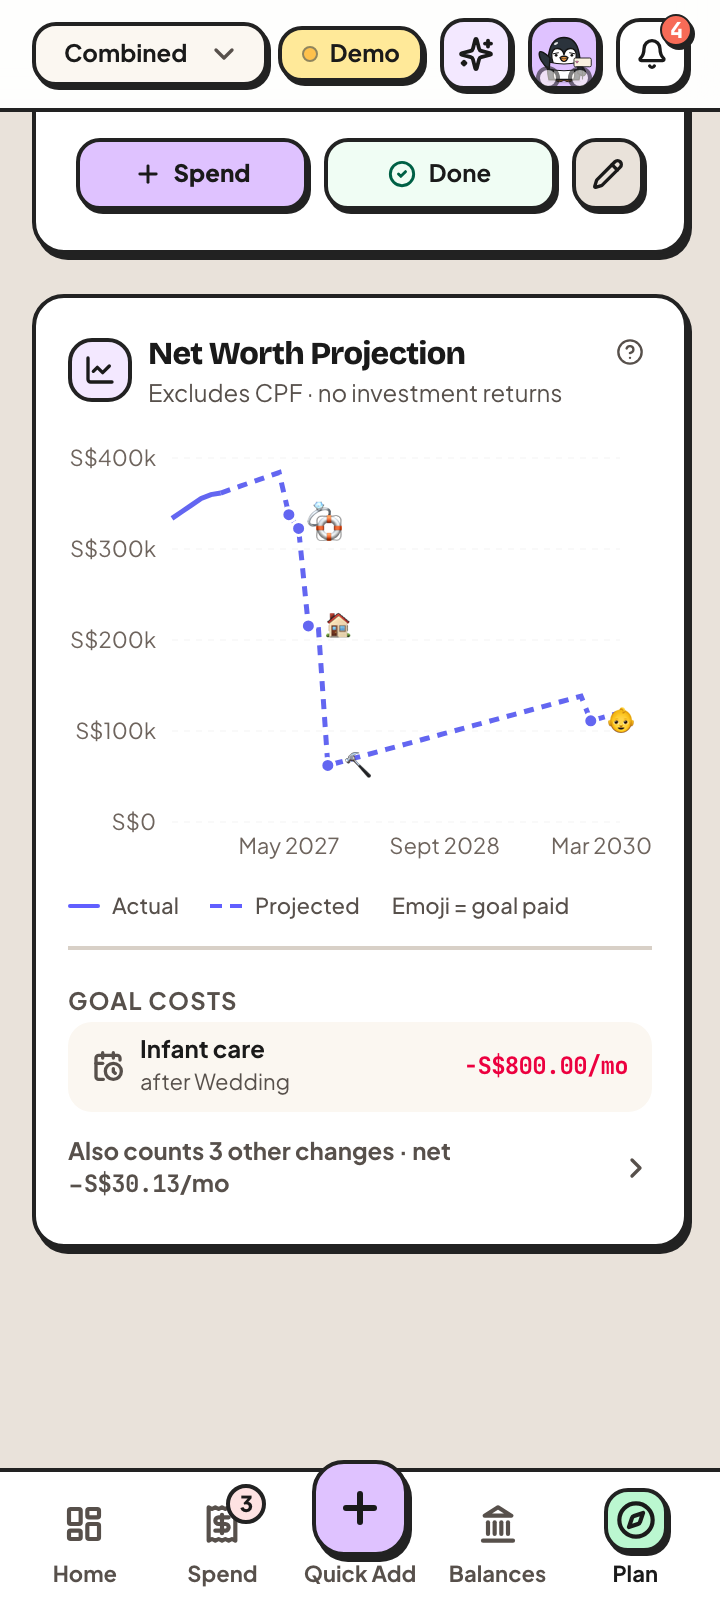 Combined
Demo
4
Spend
Done
Net Worth Projection
Excludes CPF · no investment returns
S$400k
S$300k
S$200k
S$100k
S$0
May 2027
Sept 2028
Mar 2030
Actual
Projected
Emoji = goal paid
GOAL COSTS
Infant care
after Wedding
-S$800.00/mo
Also counts 3 other changes · net
-S$30.13/mo
3
Home
Spend
Quick Add
Balances
Plan